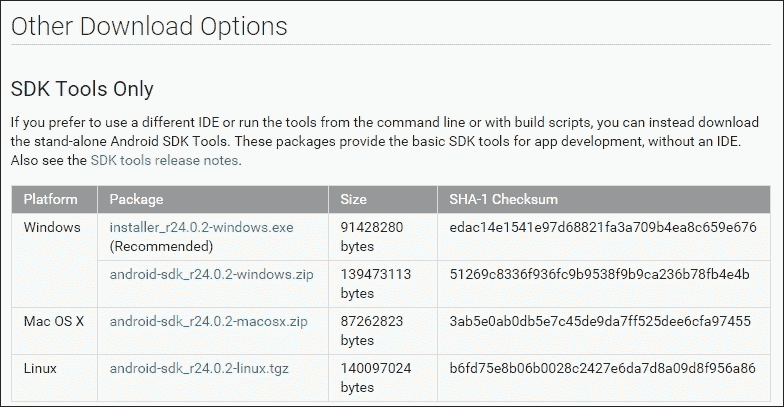 Other Download Options
SDK Tools Only
If you prefer to use a different IDE or run the tools from the command line or with build scripts, you can instead download
the stand-alone Android SDK Tools. These packages provide the basic SDK tools for app development, without an IDE.
Also see the SDK tools release notes.
Platform Package Size SHA-1 Checksum
Windows installer_r24.0.2-windows.exe 91428280 edac14e1541e97d68821fa3a709b4ea8c659e676
(Recommended) bytes
android-sdk_r24.0.2-windows.zip 139473113 51269c8336f936fc9b9538f9b9ca236b78fb4e4b
bytes
Mac OS X android-sdk_r24.0.2-macosx.zip 87262823 3ab5e0ab0db5e7c45de9da7ff525dee6cfa97455
bytes
Linux android-sdk_r24.0.2-linux.tgz 140097024 b6fd75e8b06b0028c2427e6da7d8a09d8f956a86
bytes